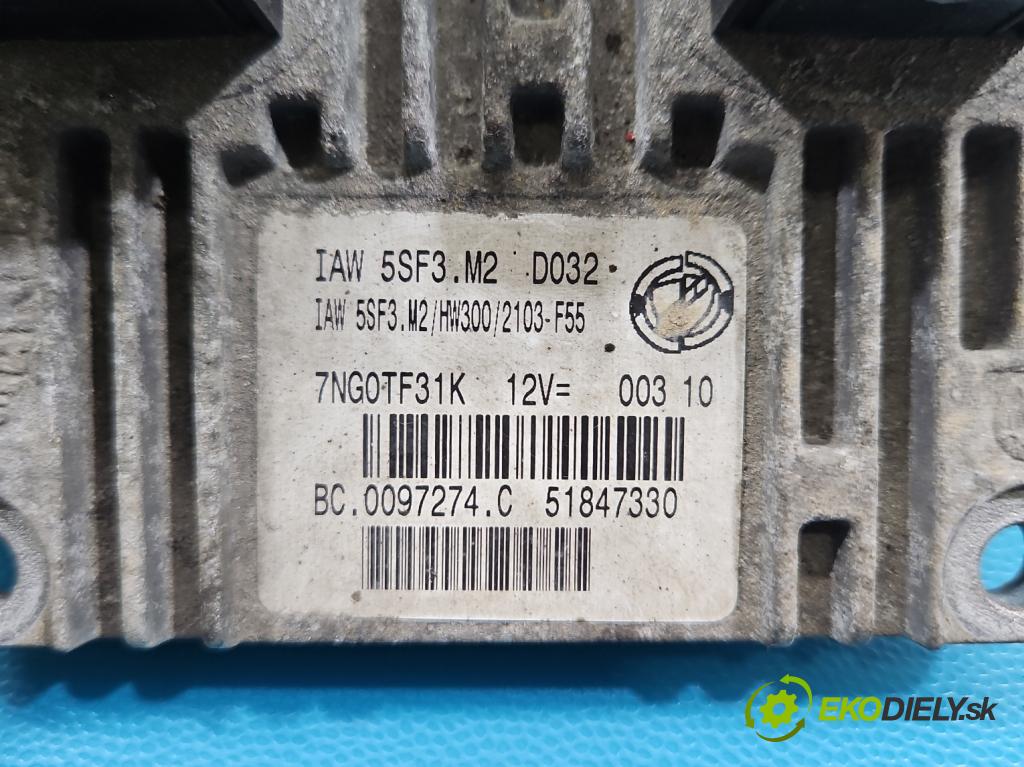 IAW 5SF3.M2 D032
IAW 5SF3.M2/HW300/2103-F55
7NG0TF31K 12V= 003 10
BC.0097274.C 51847330
EKODIELY.sk